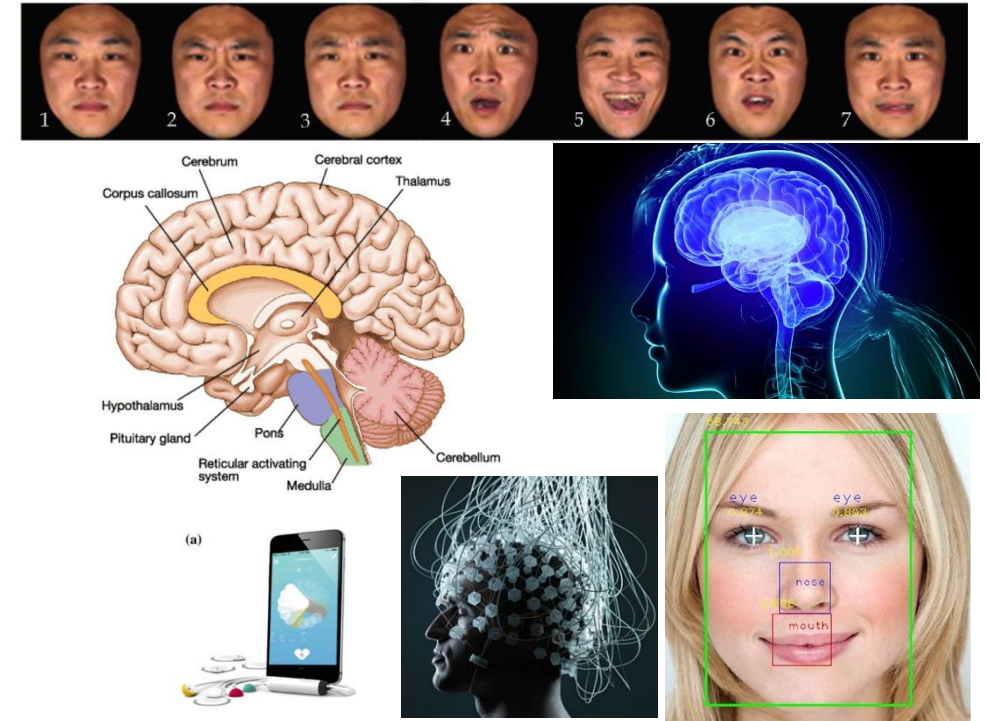 1 2 3 4 5 6 7
Cerebrum
Cerebral cortex
Corpus callosum
Thalamus
Hypothalamus
Pituitary gland
Pons
Reticular activating
system
Medulla
Cerebellum
(a)
eye
eye
0.874
0.893
1.000
nose
mouth